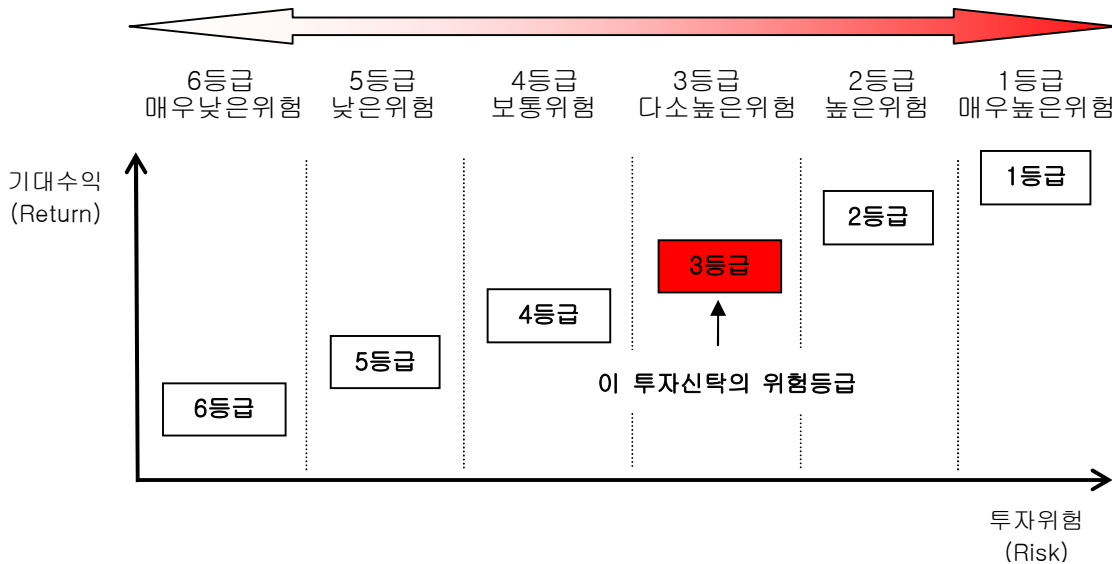 6등급 5등급 4등급 3등급 2등급 1등급
매우낮은위험 낮은위험 보통위험 다소높은위험 높은위험 매우높은위험
기대수익
(Return)
1등급
2등급
3등급
4등급
5등급
이 투자신탁의 위험등급
6등급
투자위험
(Risk)